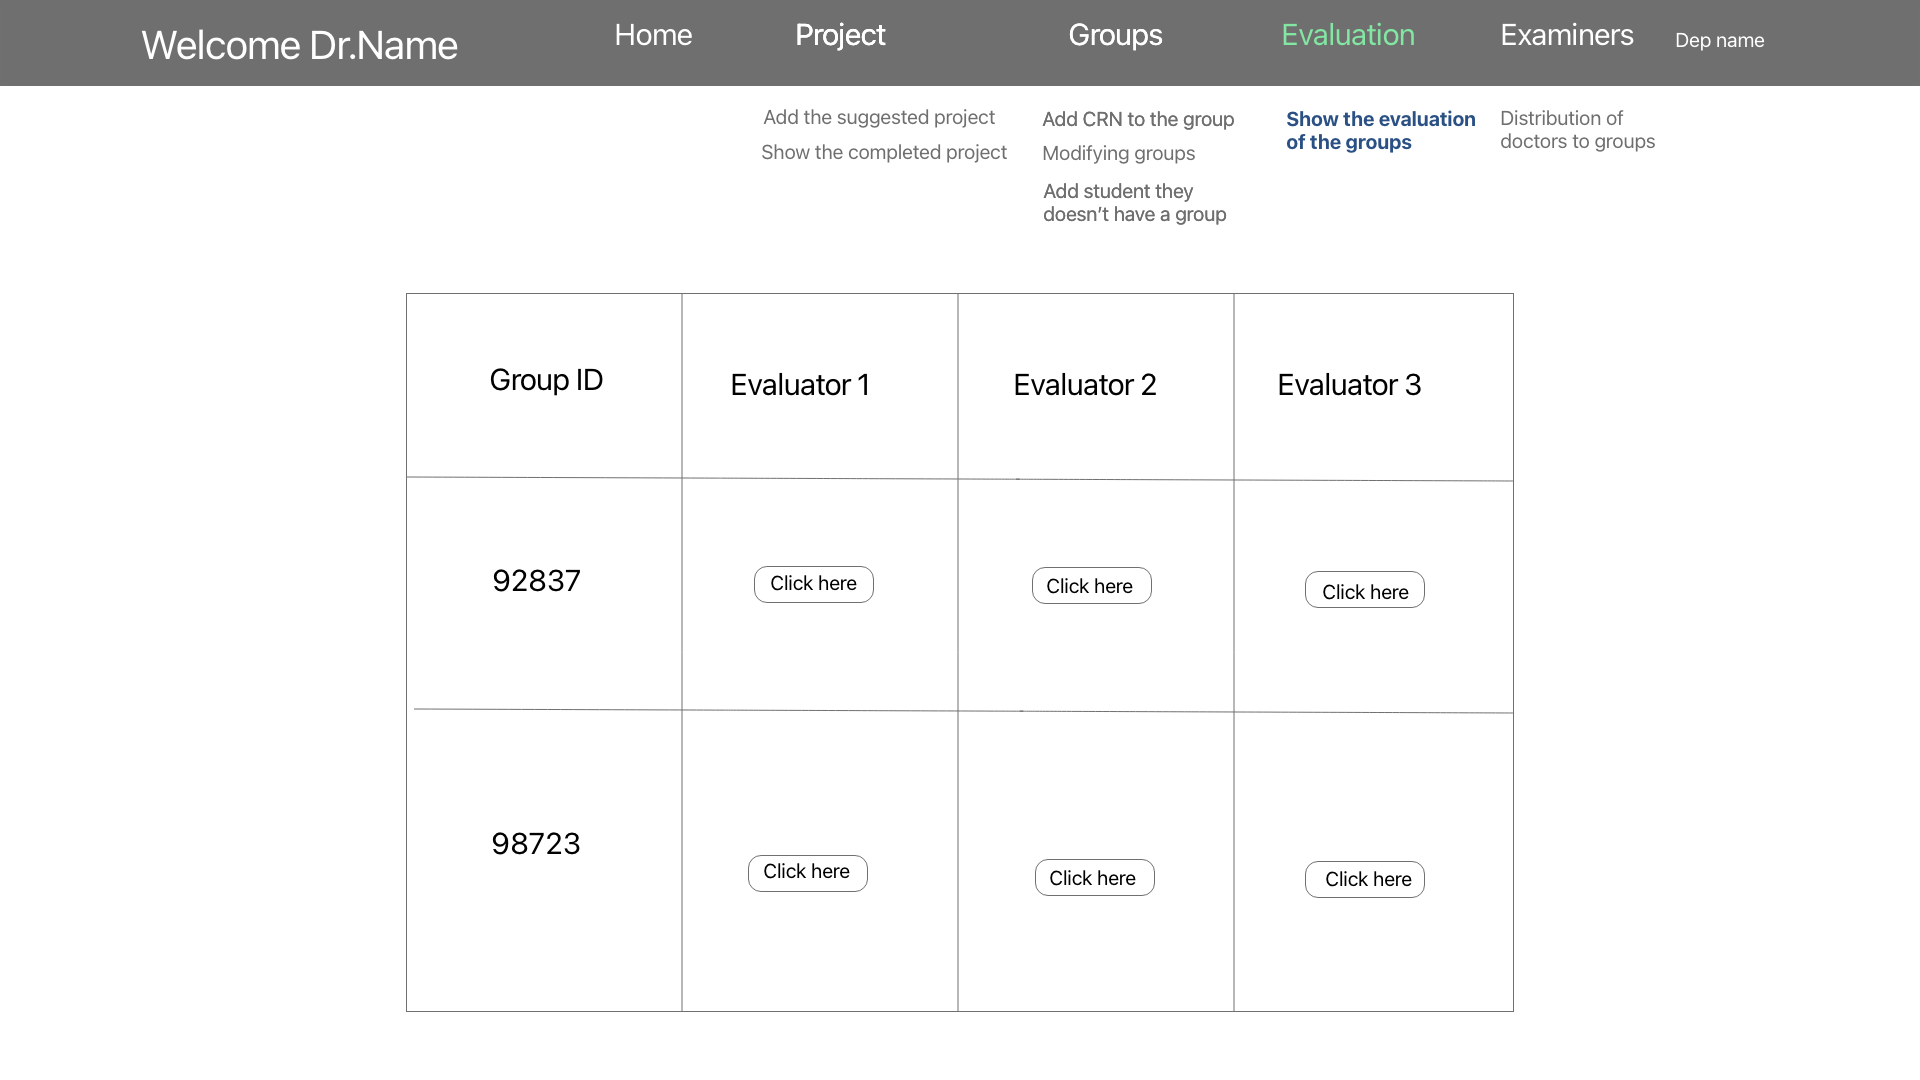 Welcome Dr.Name
Home
Project
Groups
Evaluation
Examiners
Dep name
Add the suggested project
Show the completed project
Add CRN to the group
Modifying groups
Add student they
doesn’t have a group
Show the evaluation
of the groups
Distribution of
doctors to groups
Group ID
Evaluator 1
Evaluator 2
Evaluator 3
92837
Click here
Click here
Click here
98723
Click here
Click here
Click here